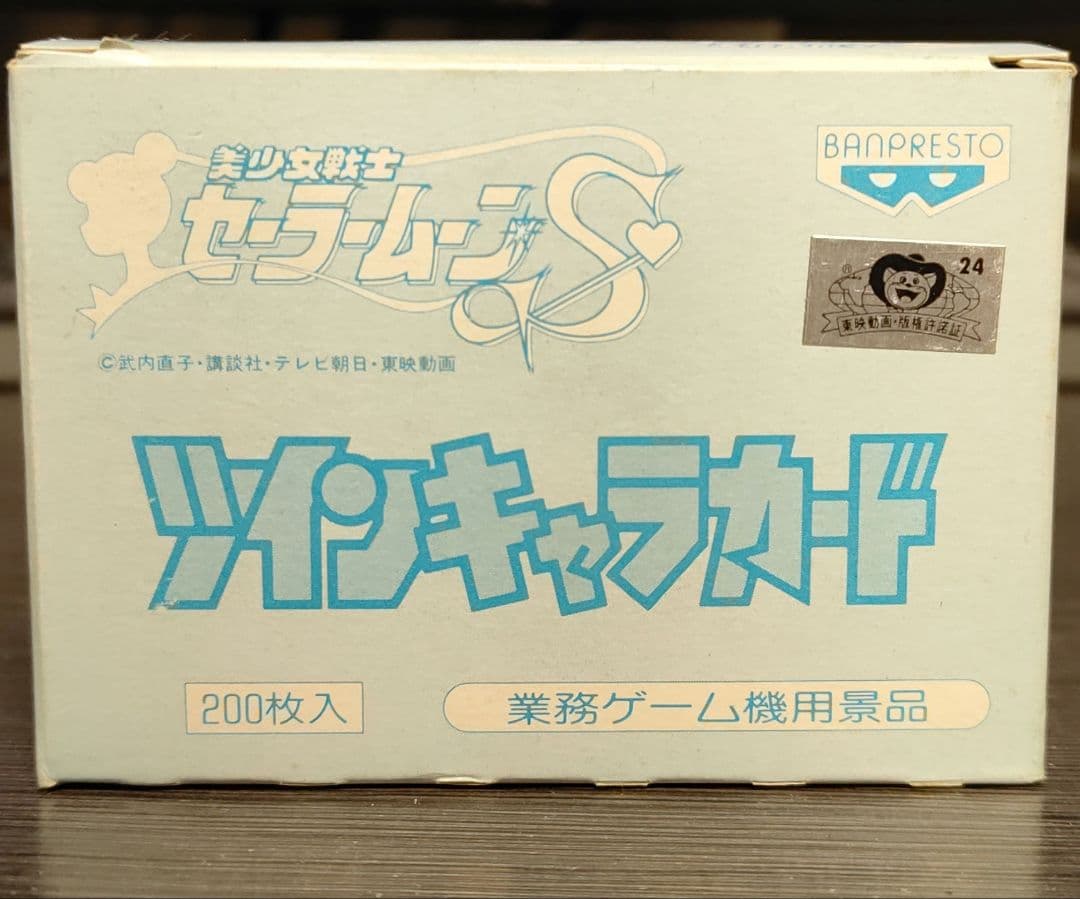 美少女戦士
セーラームーンS
©武内直子・講談社・テレビ朝日・東映動画
BANPRESTO
® 24
東映動画・版権許諾証
ツインキャラカード
200枚入
業務ゲーム機用景品